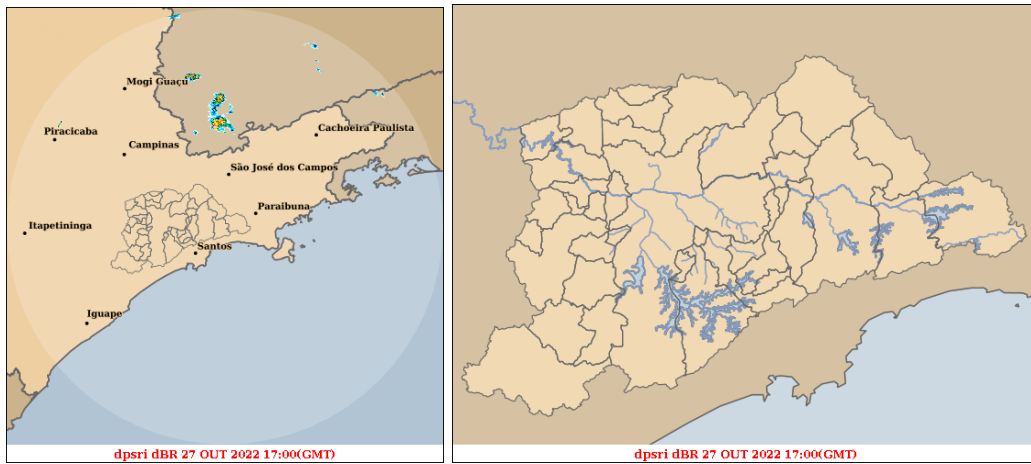 Mogi Guaçú
Piracicaba
Cachoeira Paulista
Campinas
São José dos Campos
Paraibuna
Itapetininga
Santos
Iguape
dpsri dBR 27 OUT 2022 17:00(GMT)
dpsri dBR 27 OUT 2022 17:00(GMT)